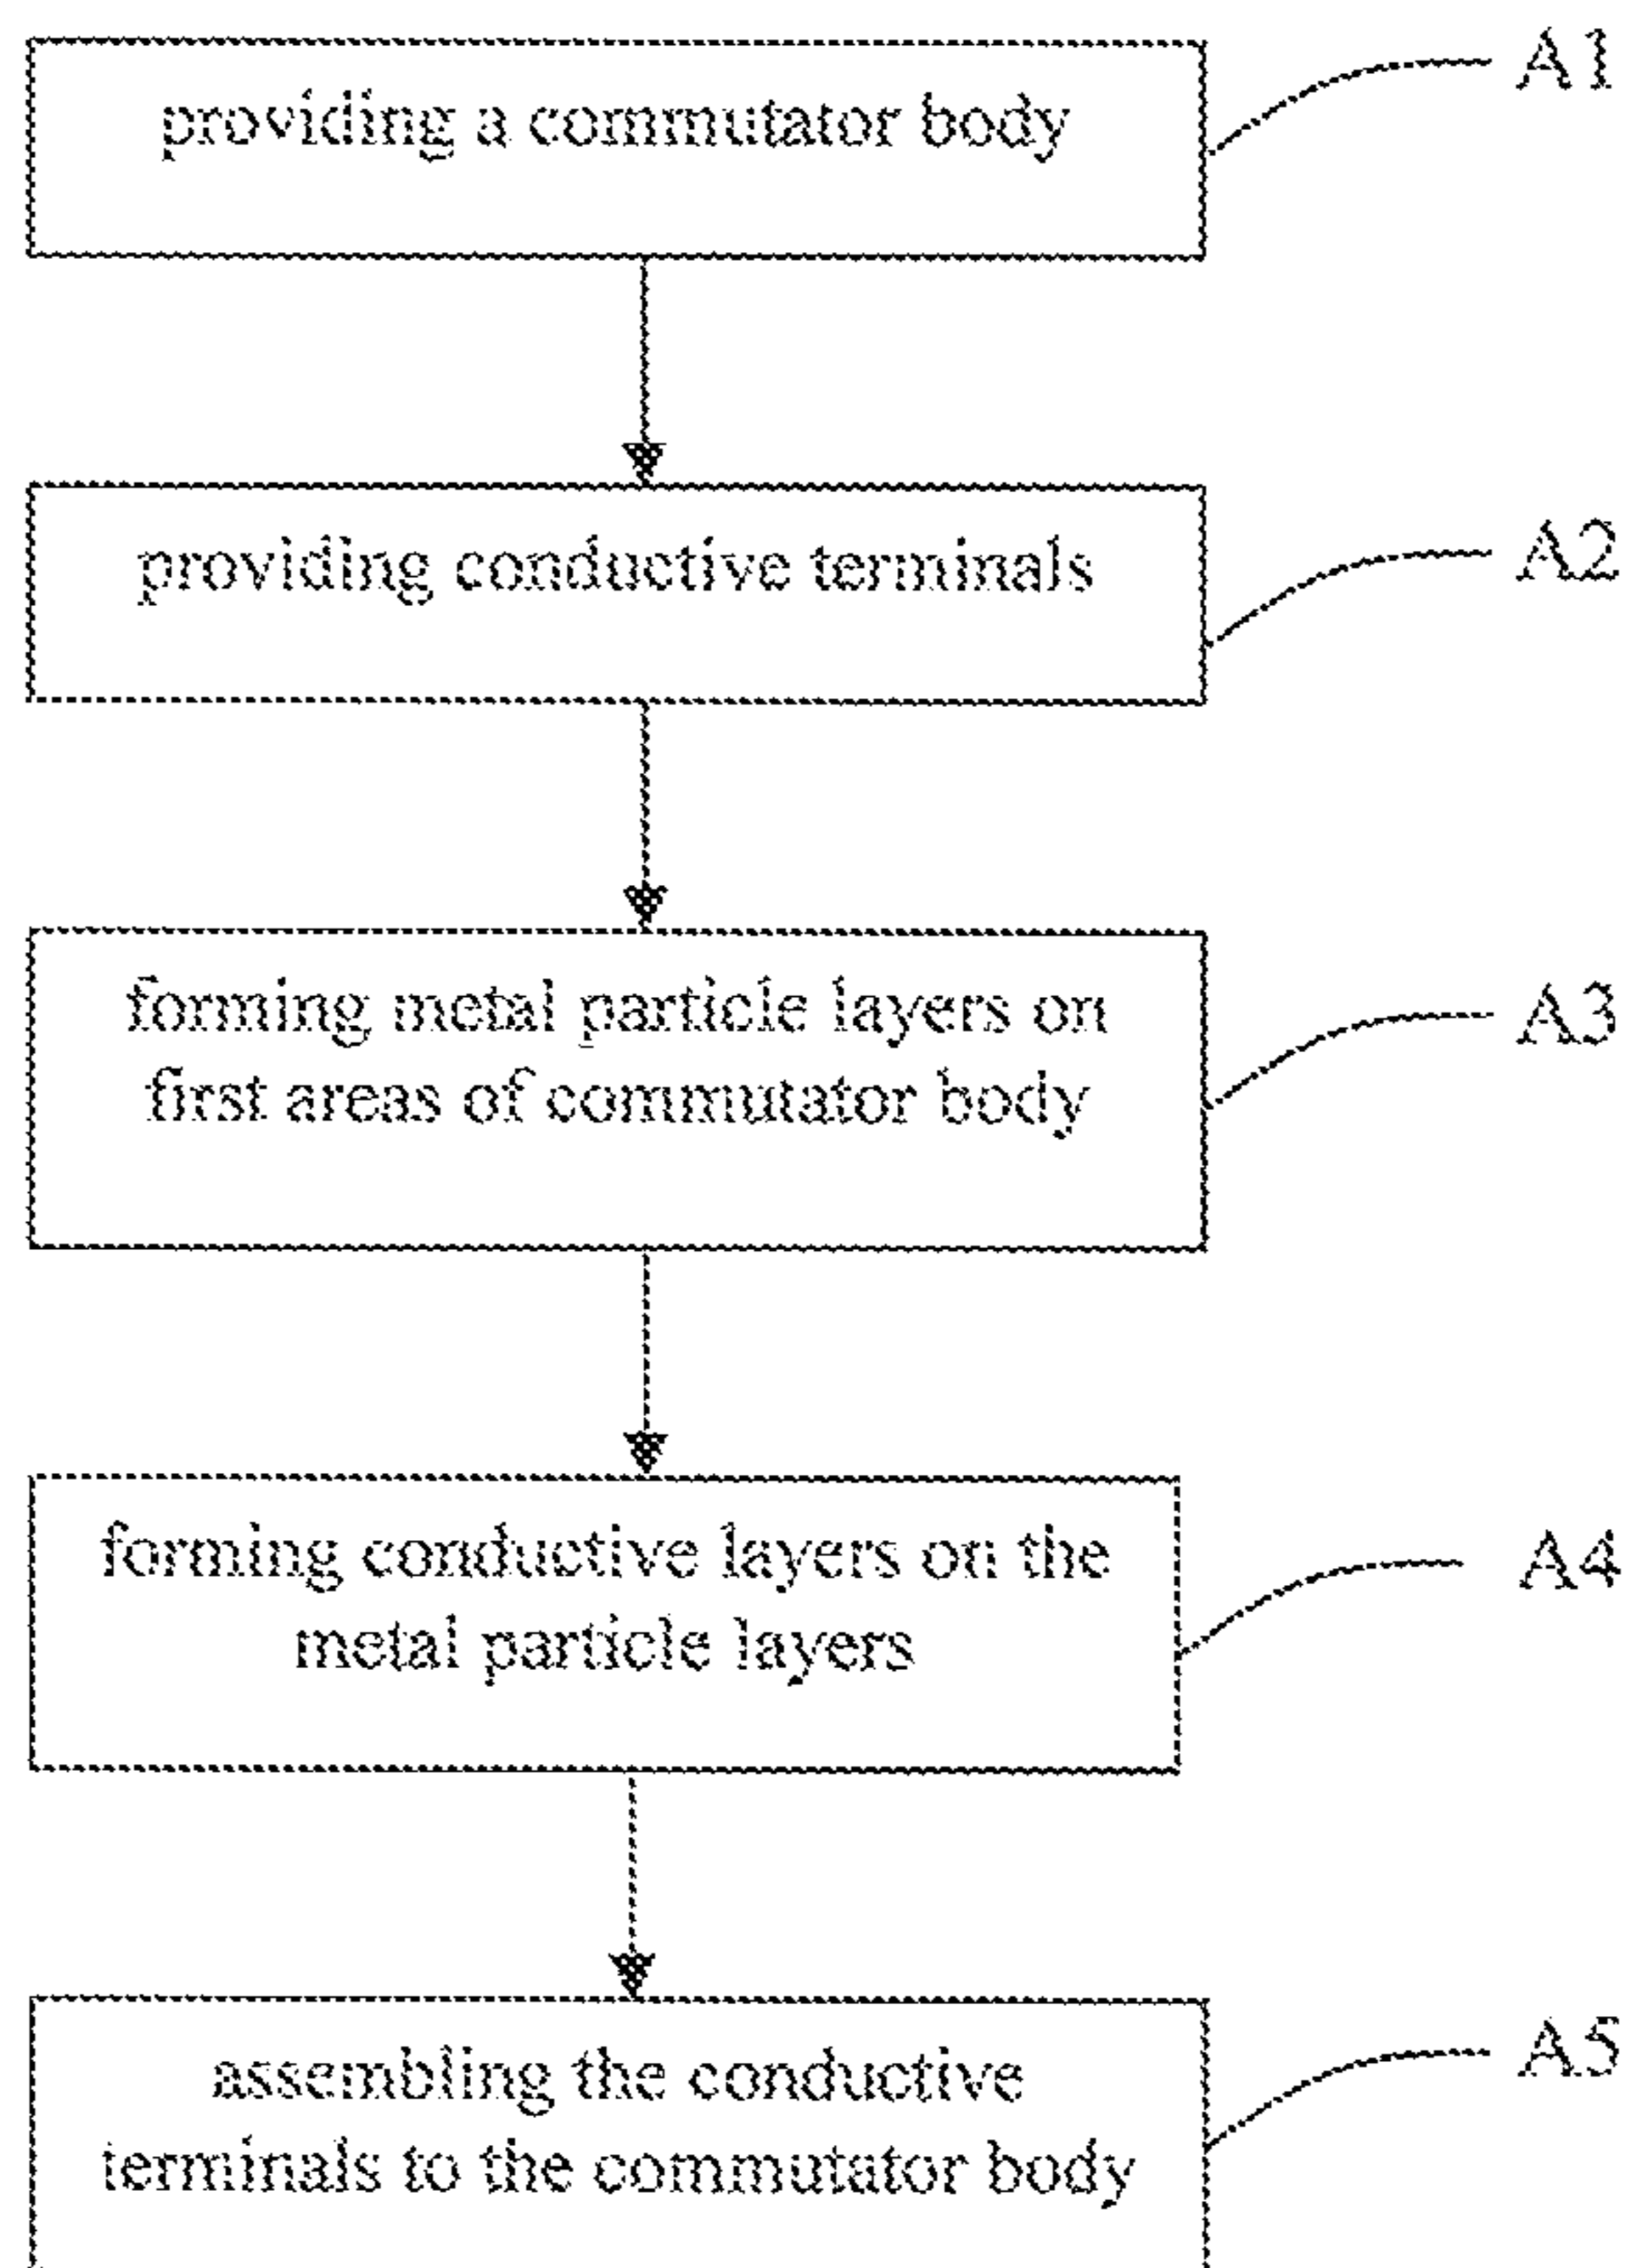 providing a commutator body
A1
providing conductive terminals
A2
forming metal particle layers on
first areas of commutator body
A3
forming conductive layers on the
metal particle layers
A4
assembling the conductive
terminals to the commutator body
A5